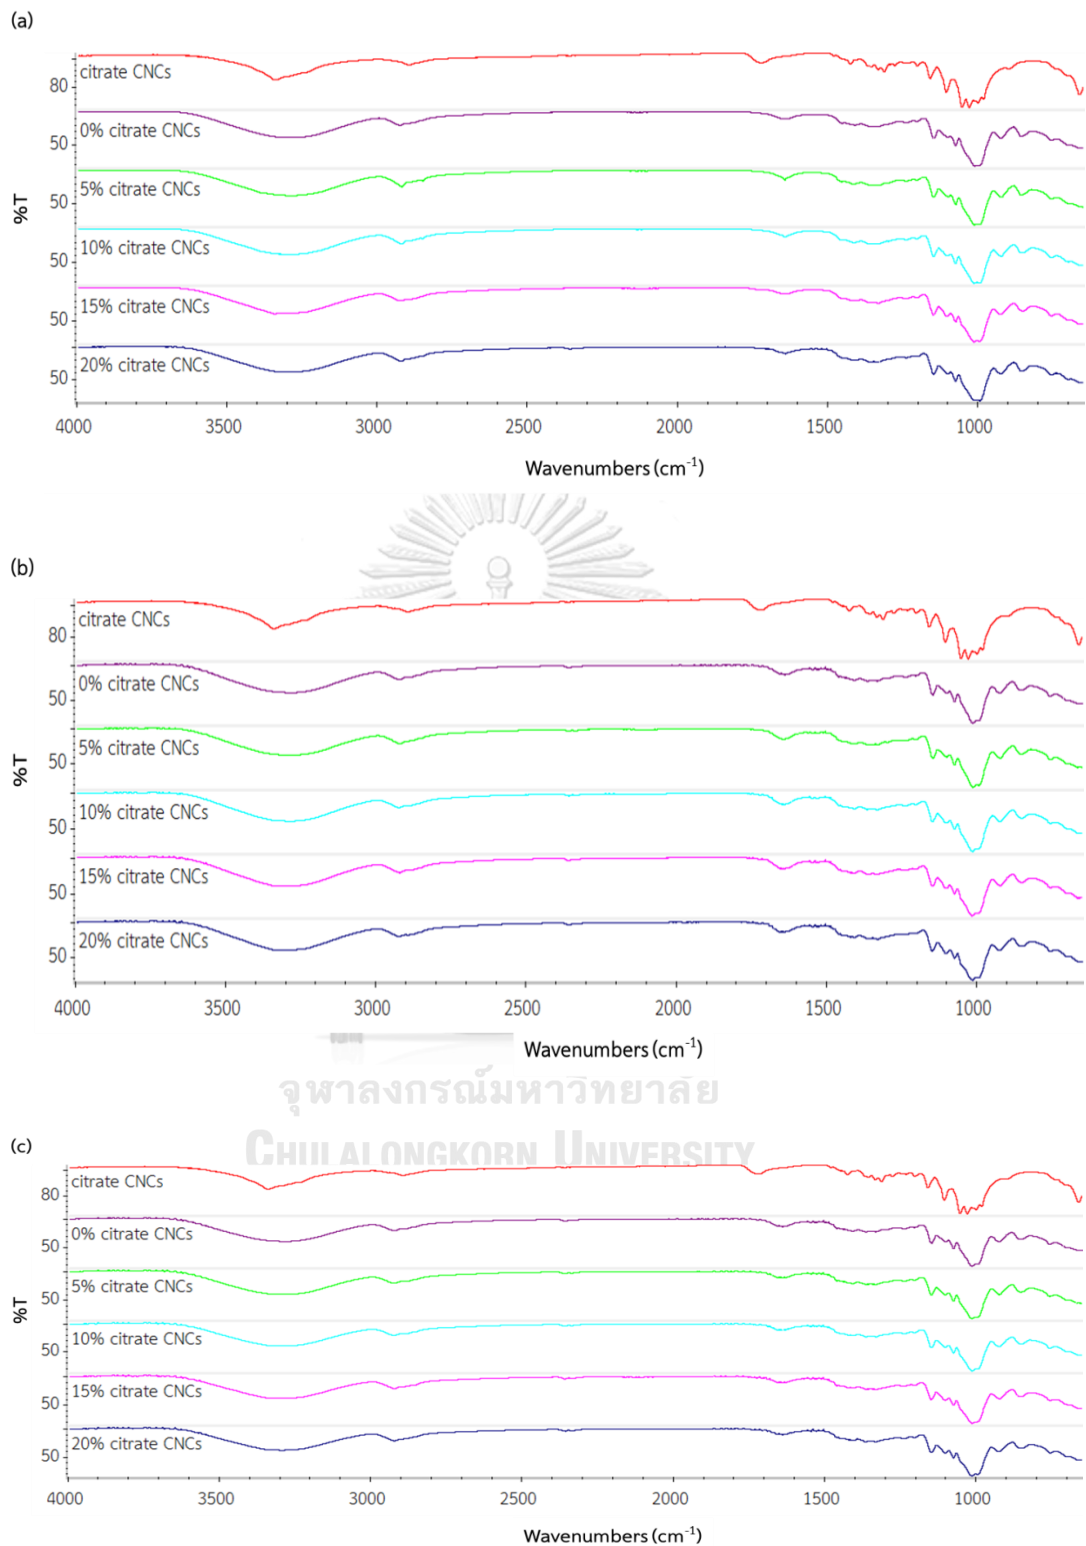 (a)
citrate CNCs
80
0% citrate CNCs
50
5% citrate CNCs
50
%T
10% citrate CNCs
50
15% citrate CNCs
50
20% citrate CNCs
50
4000 3500 3000 2500 2000 1500 1000
Wavenumbers (cm⁻¹)
(b)
citrate CNCs
80
0% citrate CNCs
50
5% citrate CNCs
50
%T
10% citrate CNCs
50
15% citrate CNCs
50
20% citrate CNCs
50
4000 3500 3000 2500 2000 1500 1000
Wavenumbers (cm⁻¹)
จุฬาลงกรณ์มหาวิทยาลัย
(c)
CHULALONGKORN UNIVERSITY
citrate CNCs
80
0% citrate CNCs
50
5% citrate CNCs
50
%T
10% citrate CNCs
50
15% citrate CNCs
50
20% citrate CNCs
50
4000 3500 3000 2500 2000 1500 1000
Wavenumbers (cm⁻¹)